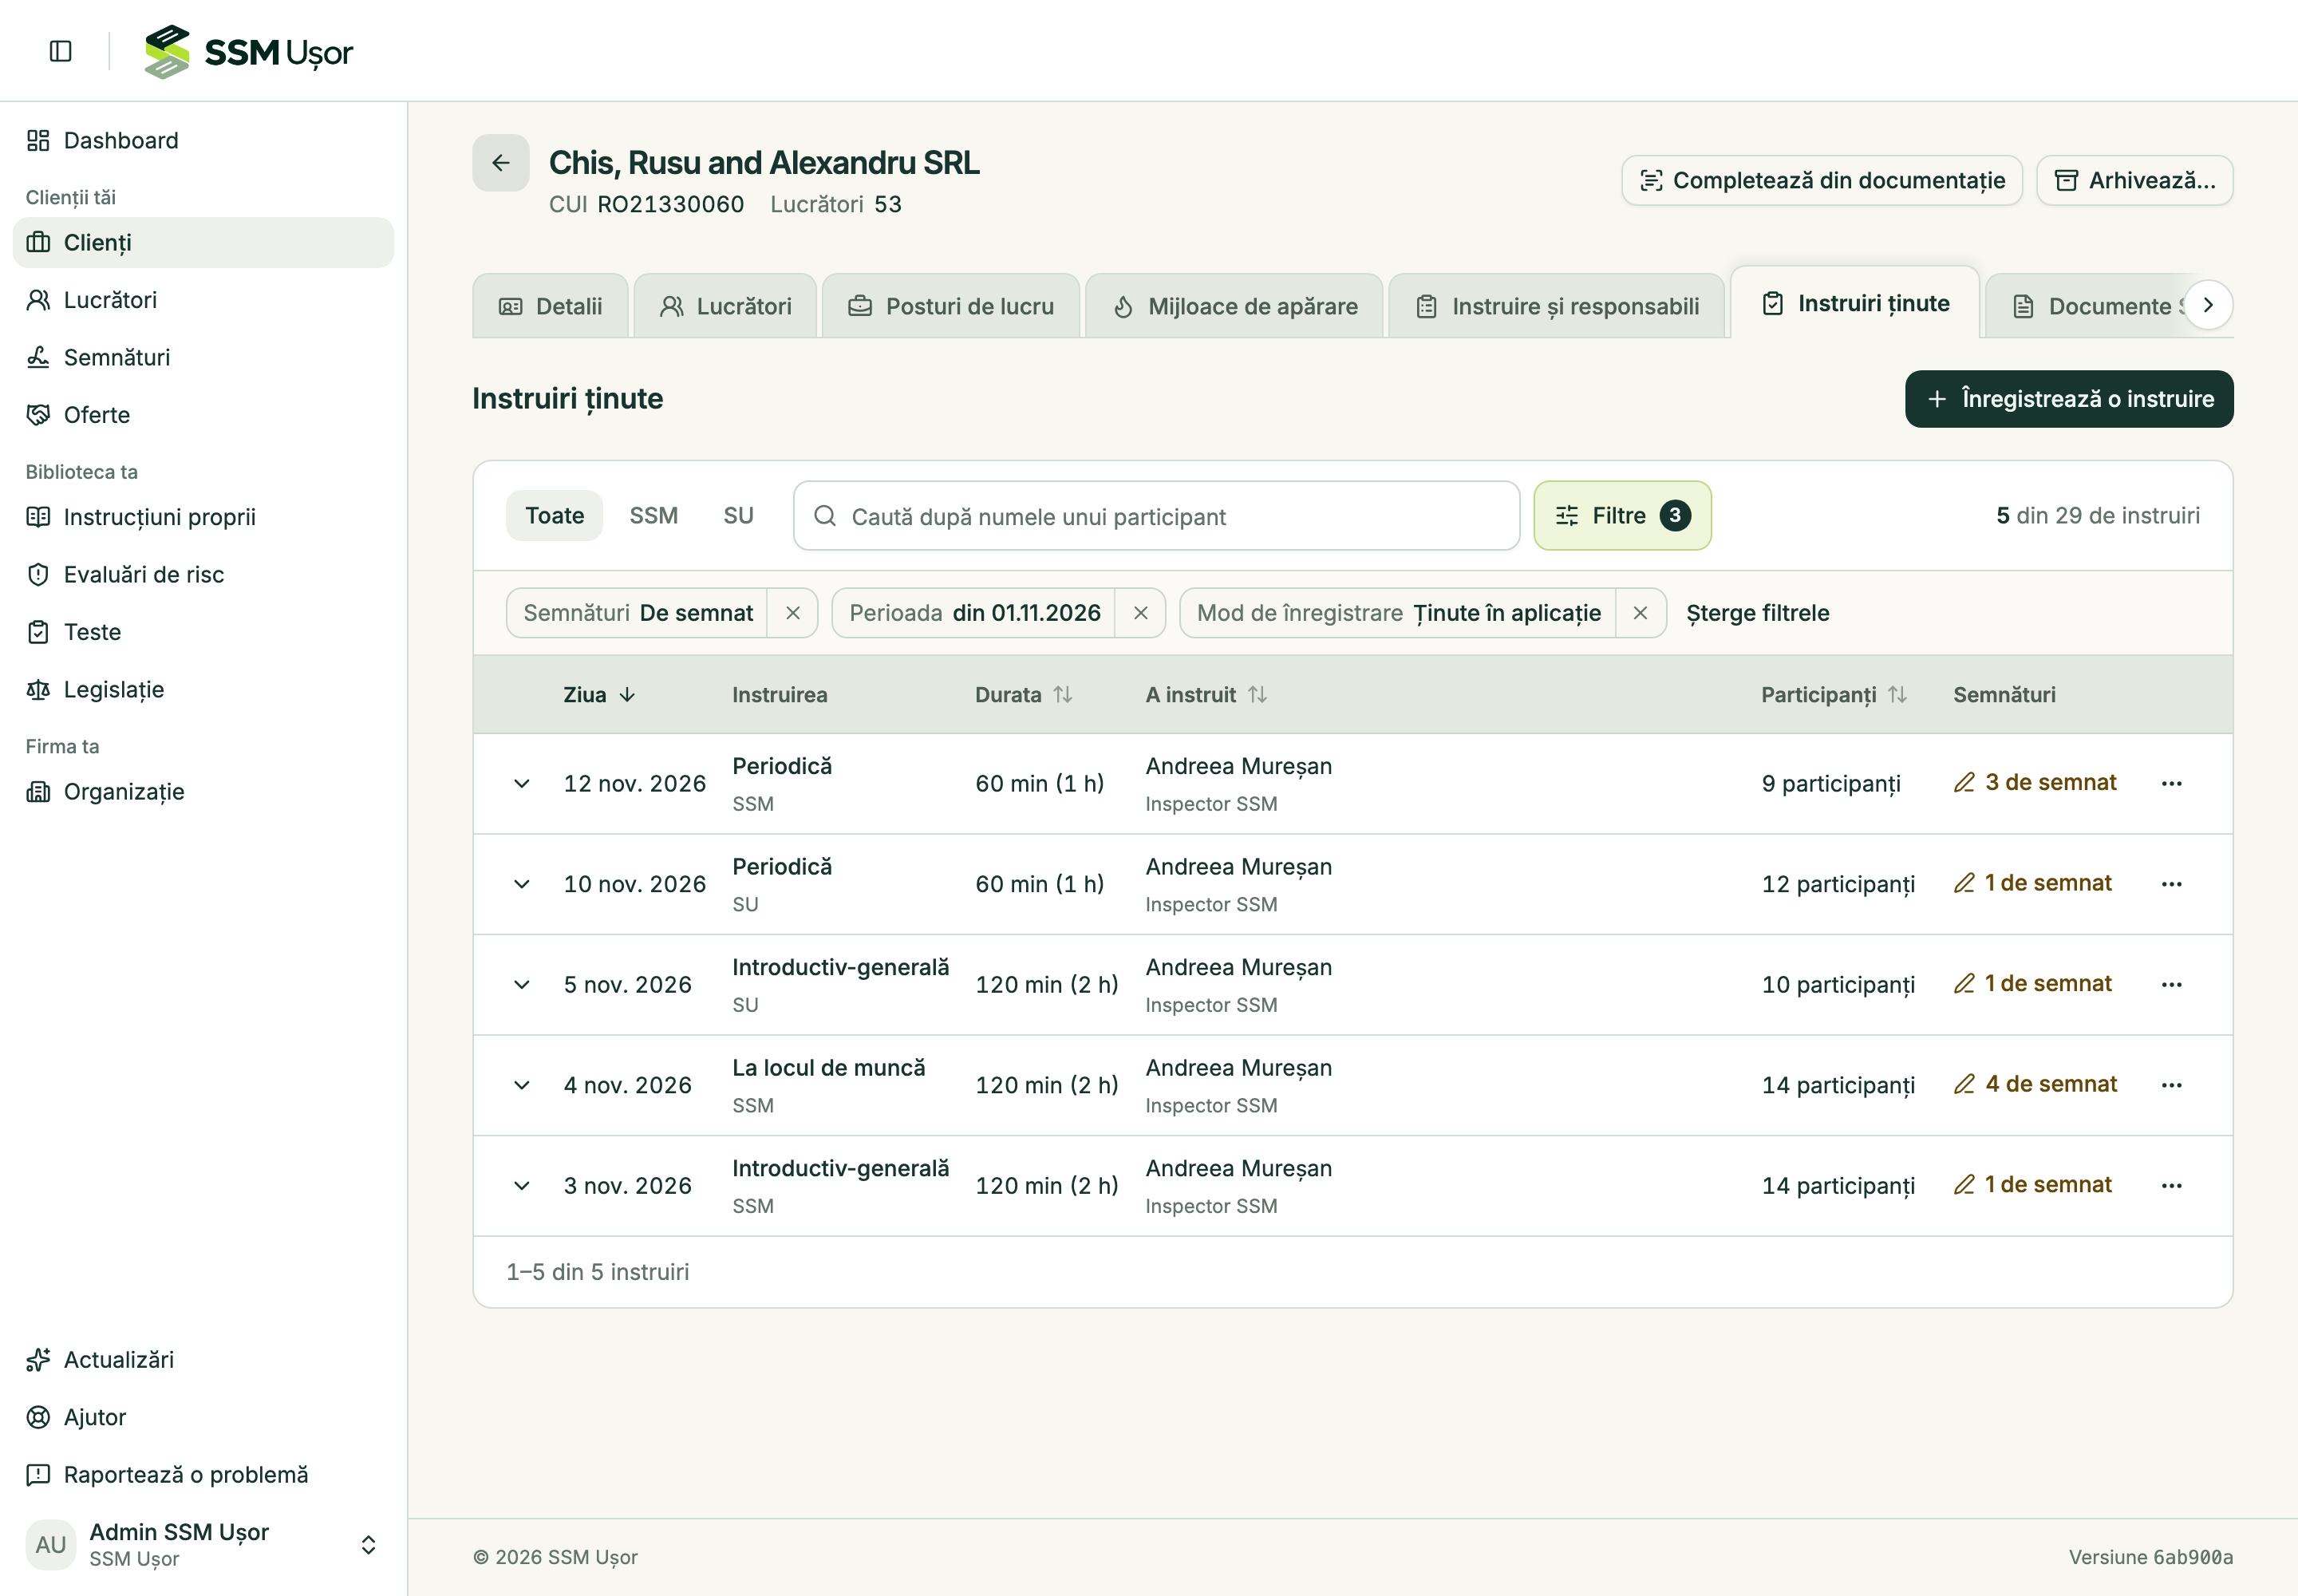 SSM Ușor
Dashboard
Clienții tăi
Clienți
Lucrători
Semnături
Oferte
Biblioteca ta
Instrucțiuni proprii
Evaluări de risc
Teste
Legislație
Firma ta
Organizație
Actualizări
Ajutor
Raportează o problemă
AU
Admin SSM Ușor
SSM Ușor
Chis, Rusu and Alexandru SRL
CUI RO21330060 Lucrători 53
Completează din documentație
Arhivează...
Detalii
Lucrători
Posturi de lucru
Mijloace de apărare
Instruire și responsabili
Instruiri ținute
Documente
Instruiri ținute
Înregistrează o instruire
Toate SSM SU
Caută după numele unui participant
Filtre 3
5 din 29 de instruiri
Semnături De semnat
Perioada din 01.11.2026
Mod de înregistrare Ținute în aplicație
Șterge filtrele
Ziua Instruirea Durata A instruit Participanți Semnături
12 nov. 2026 Periodică 60 min (1 h) Andreea Mureșan 9 participanți 3 de semnat
SSM Inspector SSM
10 nov. 2026 Periodică 60 min (1 h) Andreea Mureșan 12 participanți 1 de semnat
SU Inspector SSM
5 nov. 2026 Introductiv-generală 120 min (2 h) Andreea Mureșan 10 participanți 1 de semnat
SU Inspector SSM
4 nov. 2026 La locul de muncă 120 min (2 h) Andreea Mureșan 14 participanți 4 de semnat
SSM Inspector SSM
3 nov. 2026 Introductiv-generală 120 min (2 h) Andreea Mureșan 14 participanți 1 de semnat
SSM Inspector SSM
1–5 din 5 instruiri
© 2026 SSM Ușor
Versiune 6ab900a